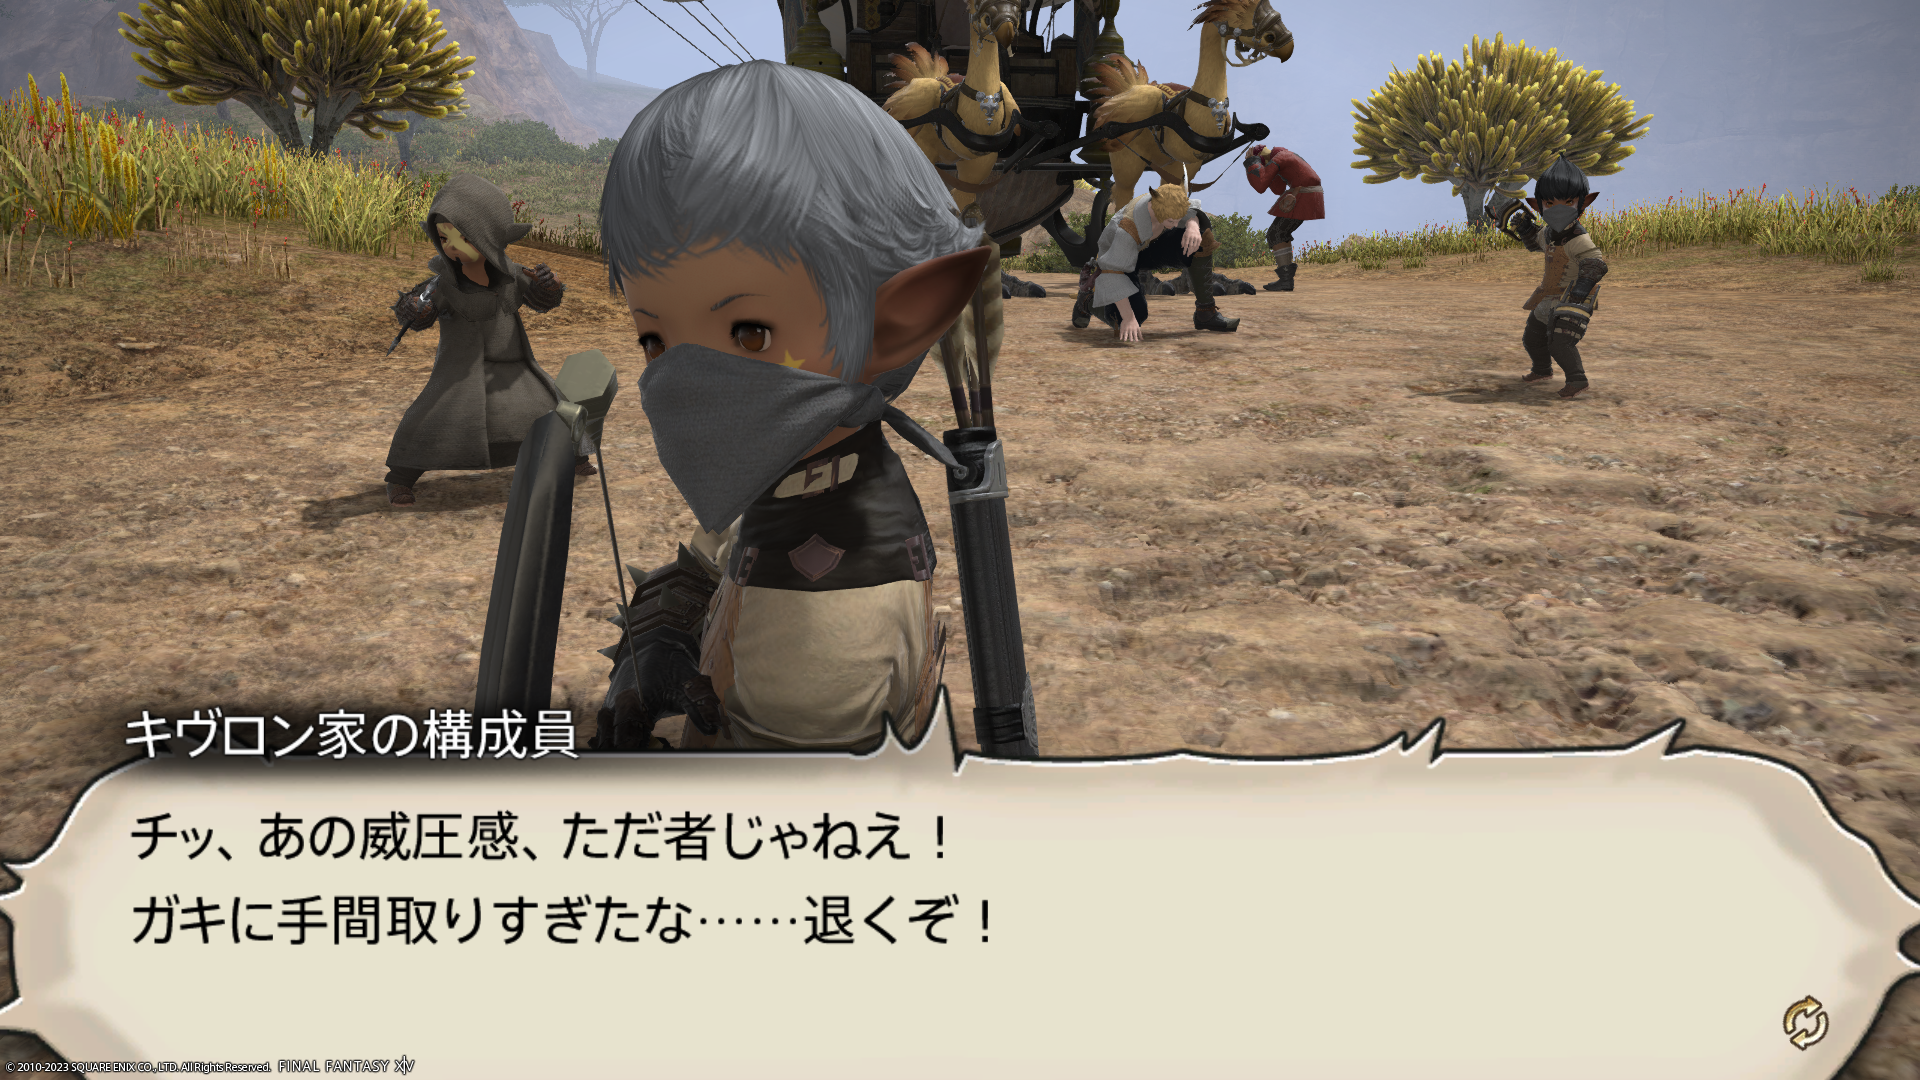 キヴロン家の構成員
チッ、あの威圧感、ただ者じゃねえ！
ガキに手間取りすぎたな……退くぞ！
© 2010-2023 SQUARE ENIX CO., LTD. All Rights Reserved. FINAL FANTASY XIV